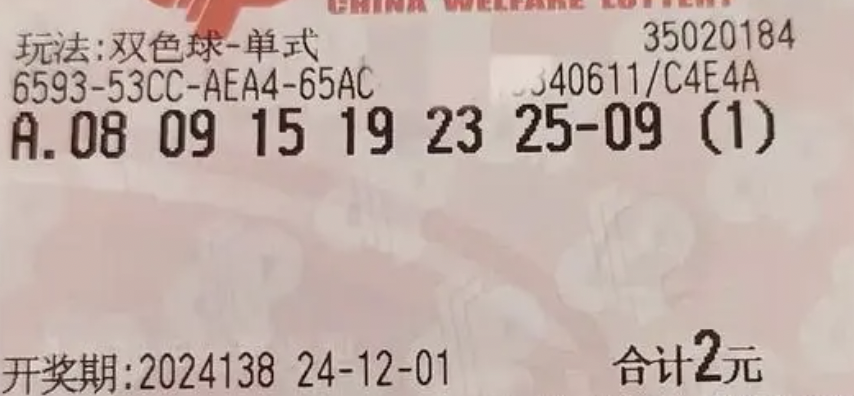 CHINA WELFARE LOTTERY
玩法:双色球-单式 35020184
6593-53CC-AEA4-65AC 340611/C4E4A
A.08 09 15 19 23 25-09 (1)
开奖期:2024138 24-12-01 合计2元